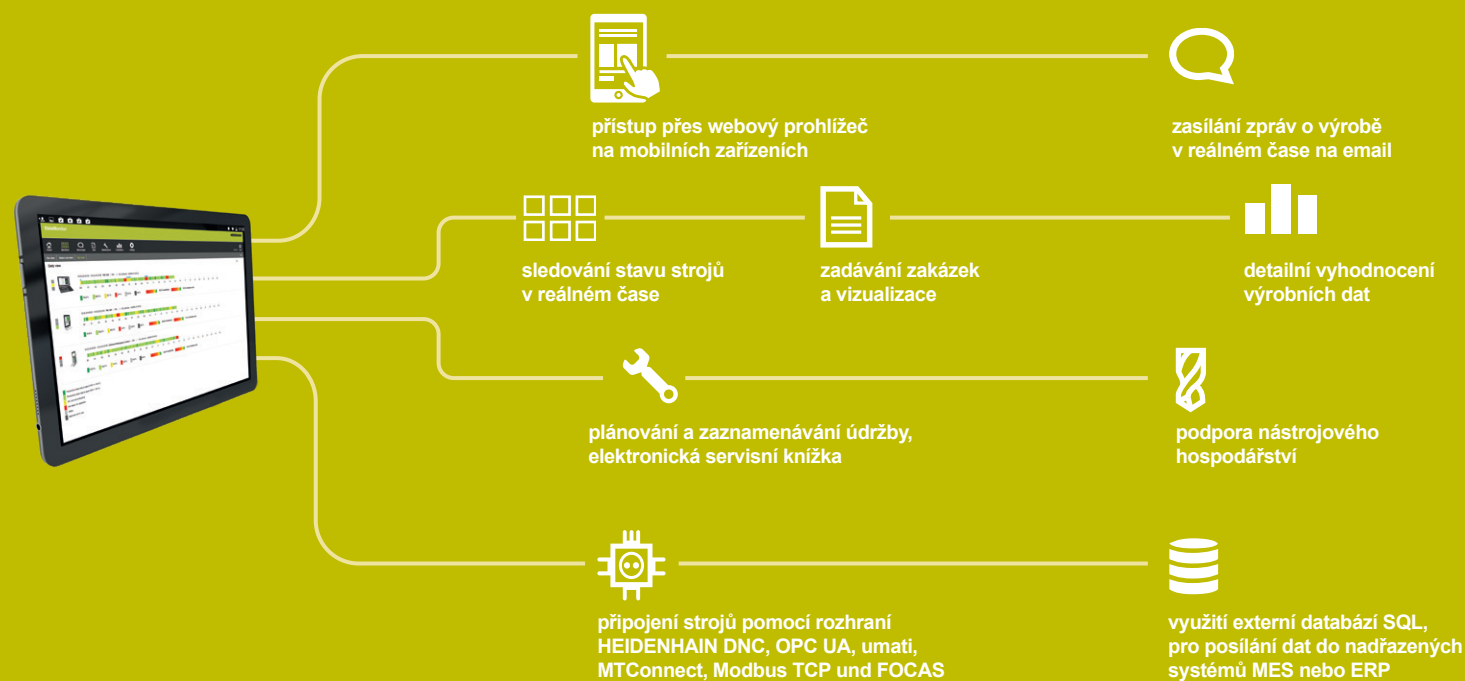 přístup přes webový prohlížeč
na mobilních zařízeních
zasílání zpráv o výrobě
v reálném čase na email
sledování stavu strojů
v reálném čase
zadávání zakázek
a vizualizace
detailní vyhodnocení
výrobních dat
plánování a zaznamenávání údržby,
elektronická servisní knížka
podpora nástrojového
hospodářství
připojení strojů pomocí rozhraní
HEIDENHAIN DNC, OPC UA, umati,
MTConnect, Modbus TCP und FOCAS
využití externí databází SQL,
pro posílání dat do nadřazených
systémů MES nebo ERP